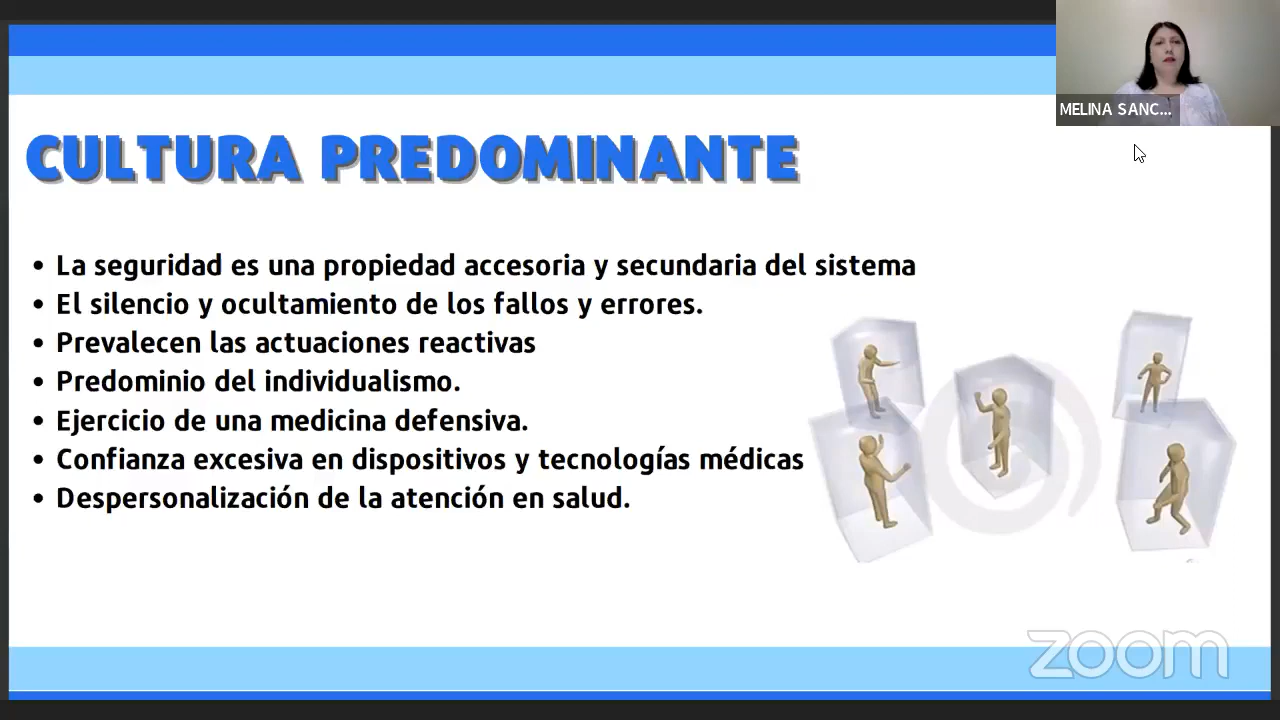 MELINA SANC...
CULTURA PREDOMINANTE
• La seguridad es una propiedad accesoria y secundaria del sistema
• El silencio y ocultamiento de los fallos y errores.
• Prevalecen las actuaciones reactivas
• Predominio del individualismo.
• Ejercicio de una medicina defensiva.
• Confianza excesiva en dispositivos y tecnologías médicas
• Despersonalización de la atención en salud.
zoom